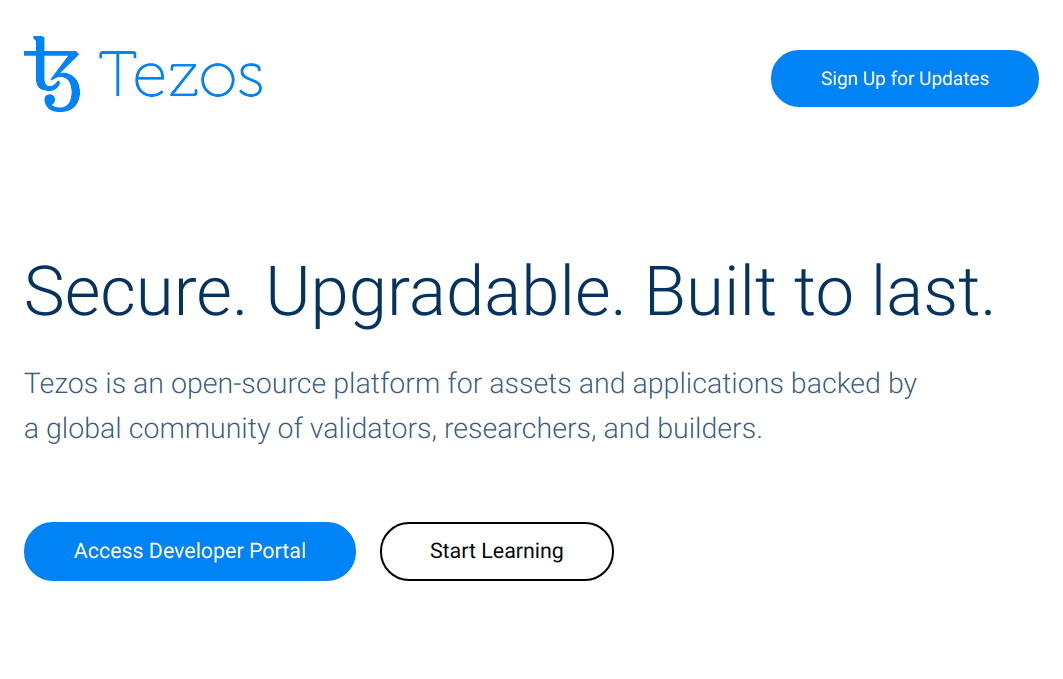 Tezos
Sign Up for Updates
Secure. Upgradable. Built to last.
Tezos is an open-source platform for assets and applications backed by
a global community of validators, researchers, and builders.
Access Developer Portal
Start Learning